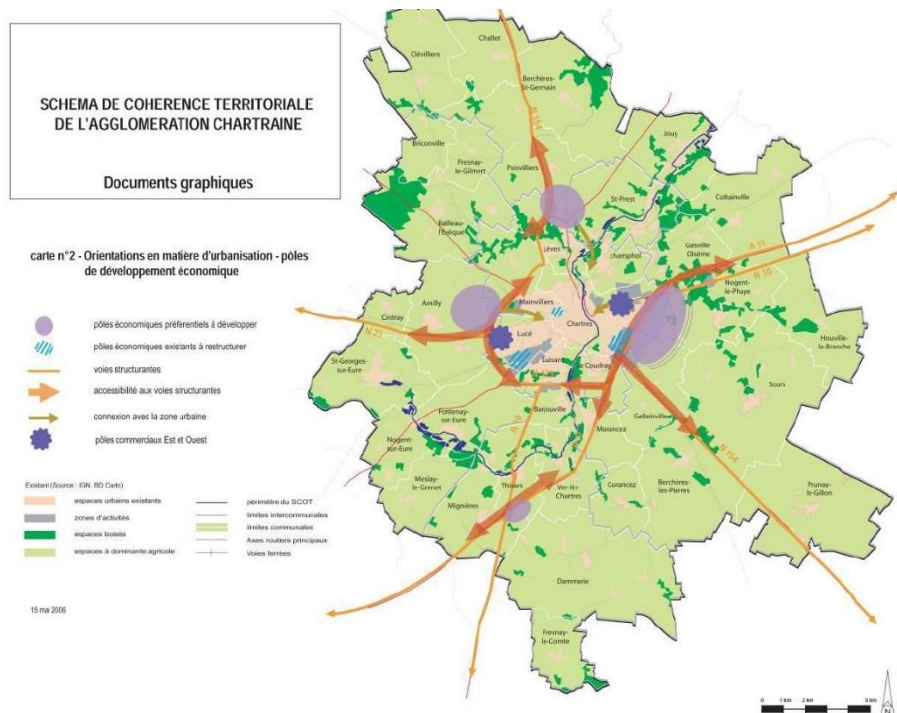 SCHEMA DE COHERENCE TERRITORIALE
DE L'AGGLOMERATION CHARTRAINE
Documents graphiques
carte n°2 - Orientations en matière d'urbanisation - pôles
de développement économique
pôles économiques préferentiels à développer
pôles économiques existants à restructurer
voies structurantes
accessibilité aux voies structurantes
connexion avec la zone urbaine
pôles commerciaux Est et Ouest
Existant (Source : IGN, BD Carto)
espaces urbains existants
zones d'activités
espaces boisés
espaces à dominante agricole
périmètre du SCOT
limites intercommunales
limites communales
Axes routiers principaux
Voies ferrées
15 mai 2006
Challet
Clévilliers
Berchères-
St-Germain
N 154
Jouy
Briconville
Fresnay-
le-Gilmert
Poisvilliers
St-Prest
Coltainville
Bailleau-
l'Evêque
Lèves
Champhol
Gasville-
Oisème
A 11
N 10
Nogent-
le-Phaye
Amilly
Cintray
Mainvilliers
Chartres
Lucé
N 23
Houville-
la-Branche
St-Georges-
sur-Eure
Luisant
Le Coudray
Sours
Fontenay-
sur-Eure
Barjouville
Gellainville
Morancez
Nogent-
sur-Eure
N 154
Meslay-
le-Grenet
Thivars
Ver-lès-
Chartres
Corancez
Berchères-
les-Pierres
Prunay-
le-Gillon
Mignières
Dammarie
Fresnay-
le-Comte
0 1 km 2 km 5 km
N